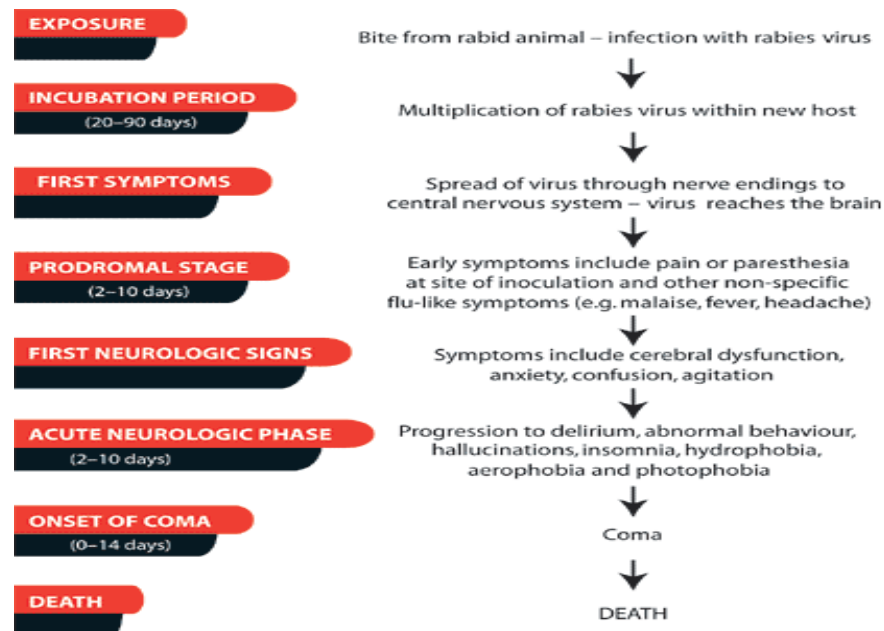 EXPOSURE
Bite from rabid animal – infection with rabies virus
INCUBATION PERIOD
(20–90 days)
Multiplication of rabies virus within new host
FIRST SYMPTOMS
Spread of virus through nerve endings to
central nervous system – virus reaches the brain
PRODROMAL STAGE
(2–10 days)
Early symptoms include pain or paresthesia
at site of inoculation and other non-specific
flu-like symptoms (e.g. malaise, fever, headache)
FIRST NEUROLOGIC SIGNS
Symptoms include cerebral dysfunction,
anxiety, confusion, agitation
ACUTE NEUROLOGIC PHASE
(2–10 days)
Progression to delirium, abnormal behaviour,
hallucinations, insomnia, hydrophobia,
aerophobia and photophobia
ONSET OF COMA
(0–14 days)
Coma
DEATH
DEATH